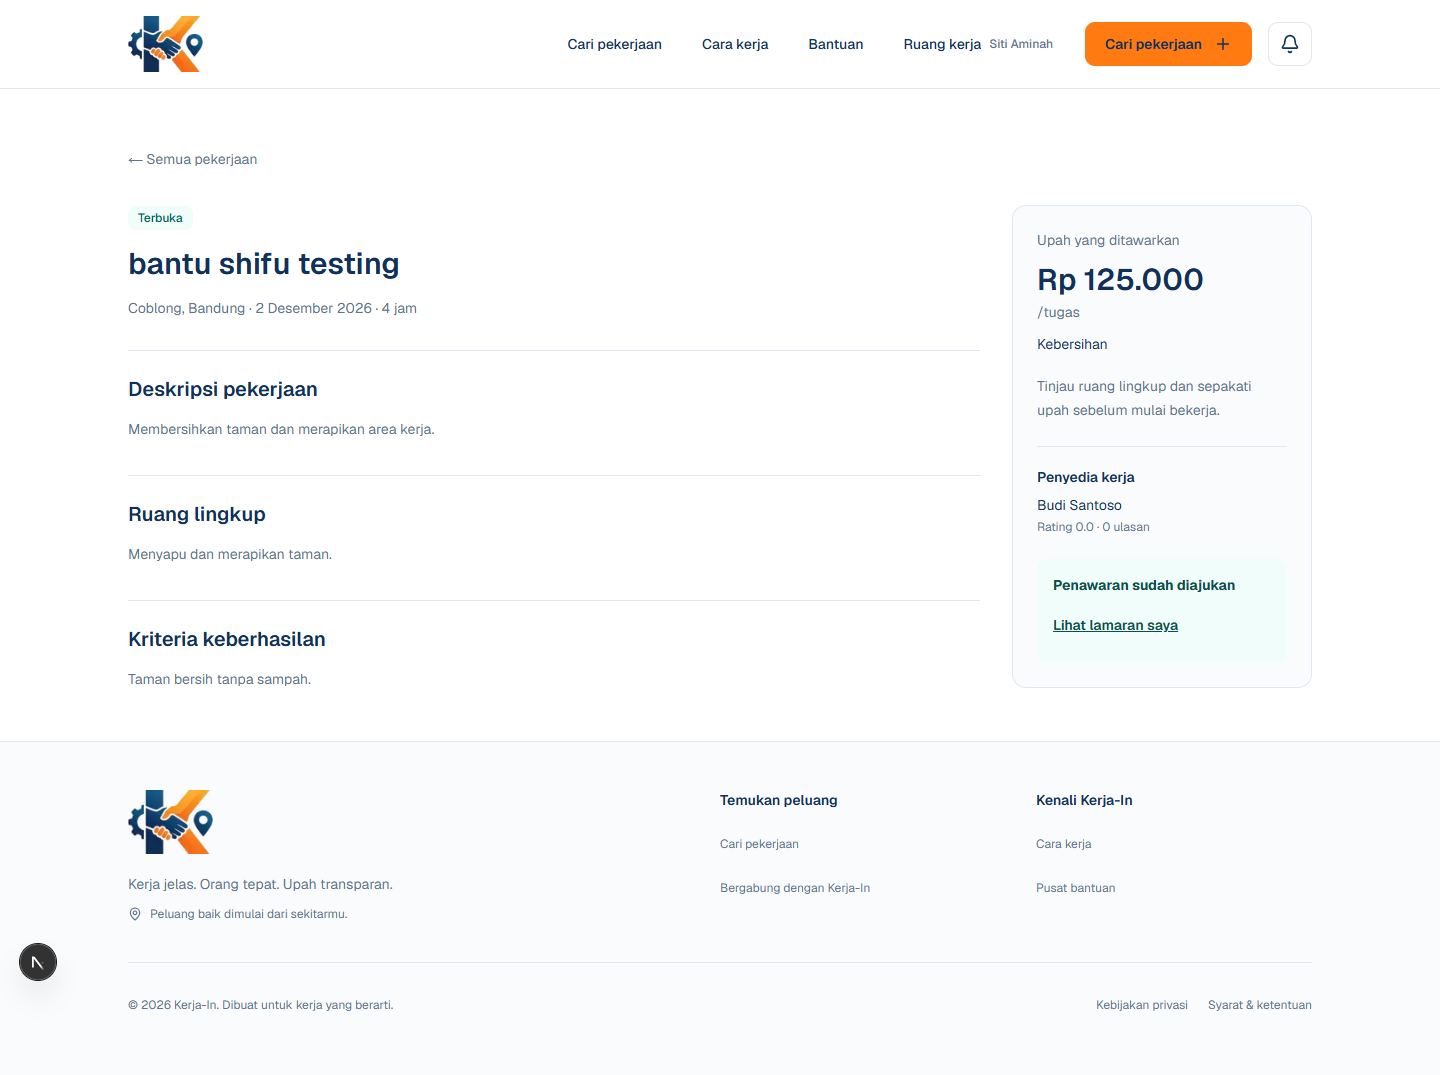 Cari pekerjaan
Cara kerja
Bantuan
Ruang kerja Siti Aminah
Cari pekerjaan +
← Semua pekerjaan
Terbuka
bantu shifu testing
Coblong, Bandung · 2 Desember 2026 · 4 jam
Deskripsi pekerjaan
Membersihkan taman dan merapikan area kerja.
Ruang lingkup
Menyapu dan merapikan taman.
Kriteria keberhasilan
Taman bersih tanpa sampah.
Upah yang ditawarkan
Rp 125.000
/tugas
Kebersihan
Tinjau ruang lingkup dan sepakati
upah sebelum mulai bekerja.
Penyedia kerja
Budi Santoso
Rating 0.0 · 0 ulasan
Penawaran sudah diajukan
Lihat lamaran saya
Kerja jelas. Orang tepat. Upah transparan.
Peluang baik dimulai dari sekitarmu.
Temukan peluang
Cari pekerjaan
Bergabung dengan Kerja-In
Kenali Kerja-In
Cara kerja
Pusat bantuan
© 2026 Kerja-In. Dibuat untuk kerja yang berarti.
Kebijakan privasi
Syarat & ketentuan